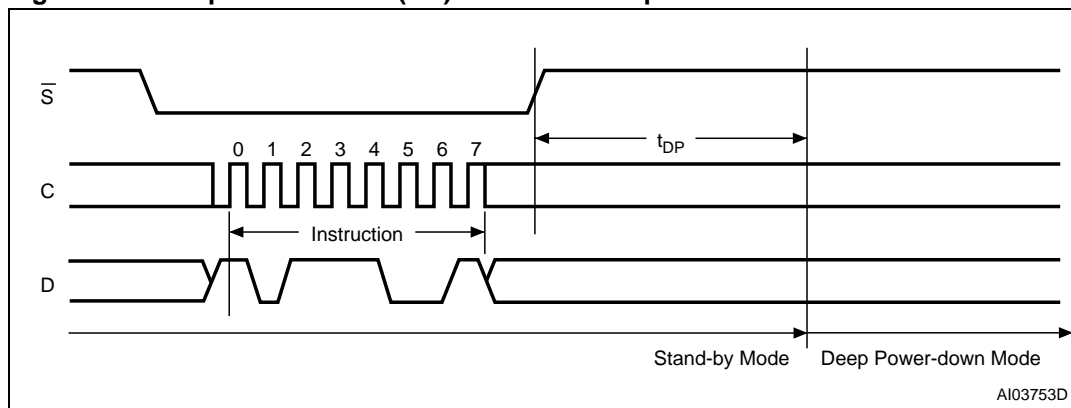 S
0 1 2 3 4 5 6 7
tDP
C
Instruction
D
Stand-by Mode Deep Power-down Mode
AI03753D